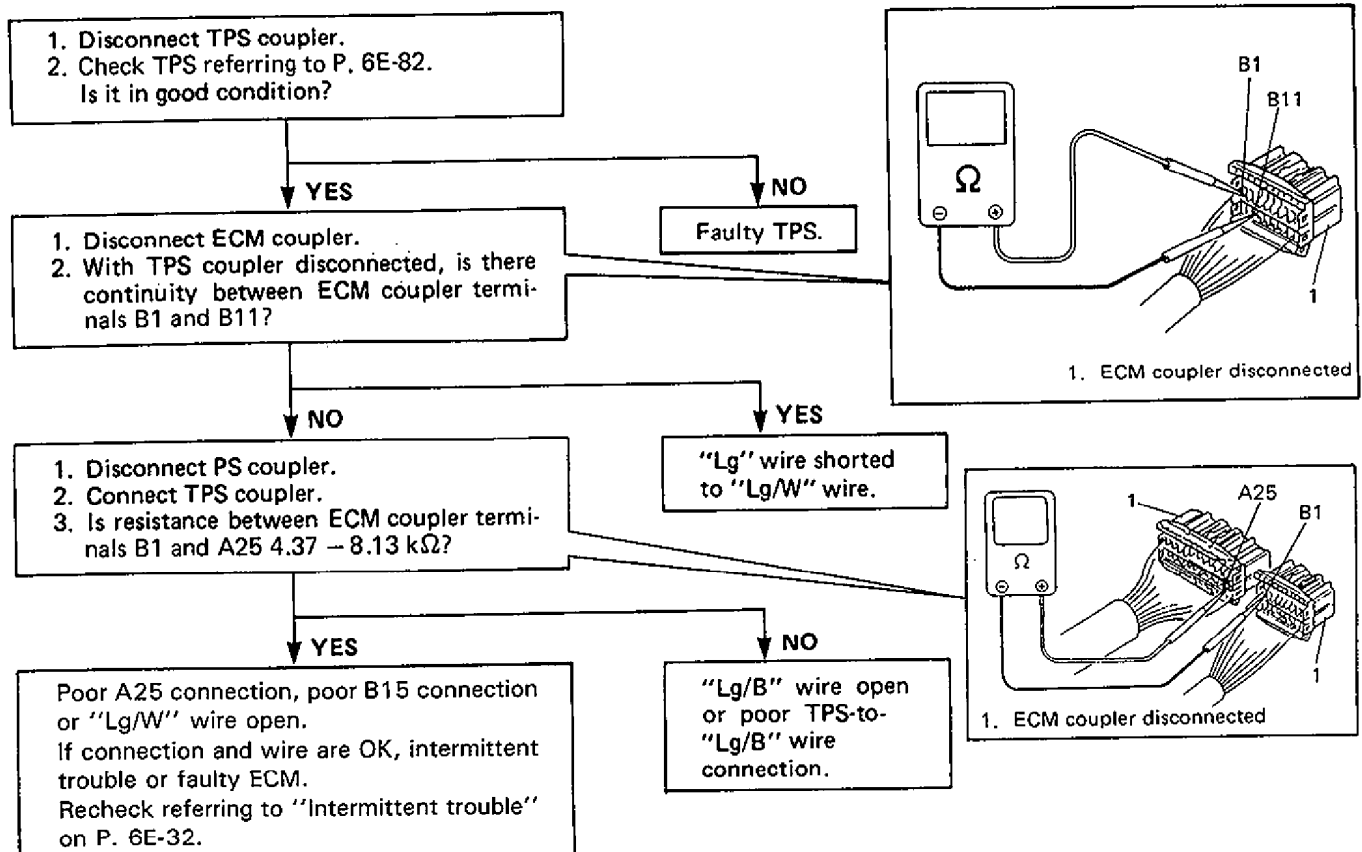 1. Disconnect TPS coupler.
2. Check TPS referring to P. 6E-82.
Is it in good condition?
YES
NO
Faulty TPS.
1. Disconnect ECM coupler.
2. With TPS coupler disconnected, is there
continuity between ECM coupler termi-
nals B1 and B11?
B1
B11
Ω
⊖
⊕
1
1. ECM coupler disconnected
NO
YES
"Lg" wire shorted
to "Lg/W" wire.
1. Disconnect PS coupler.
2. Connect TPS coupler.
3. Is resistance between ECM coupler termi-
nals B1 and A25 4.37 – 8.13 kΩ?
1
A25
B1
Ω
⊖
⊕
1
1. ECM coupler disconnected
YES
NO
Poor A25 connection, poor B15 connection
or "Lg/W" wire open.
If connection and wire are OK, intermittent
trouble or faulty ECM.
Recheck referring to "Intermittent trouble"
on P. 6E-32.
"Lg/B" wire open
or poor TPS-to-
"Lg/B" wire
connection.